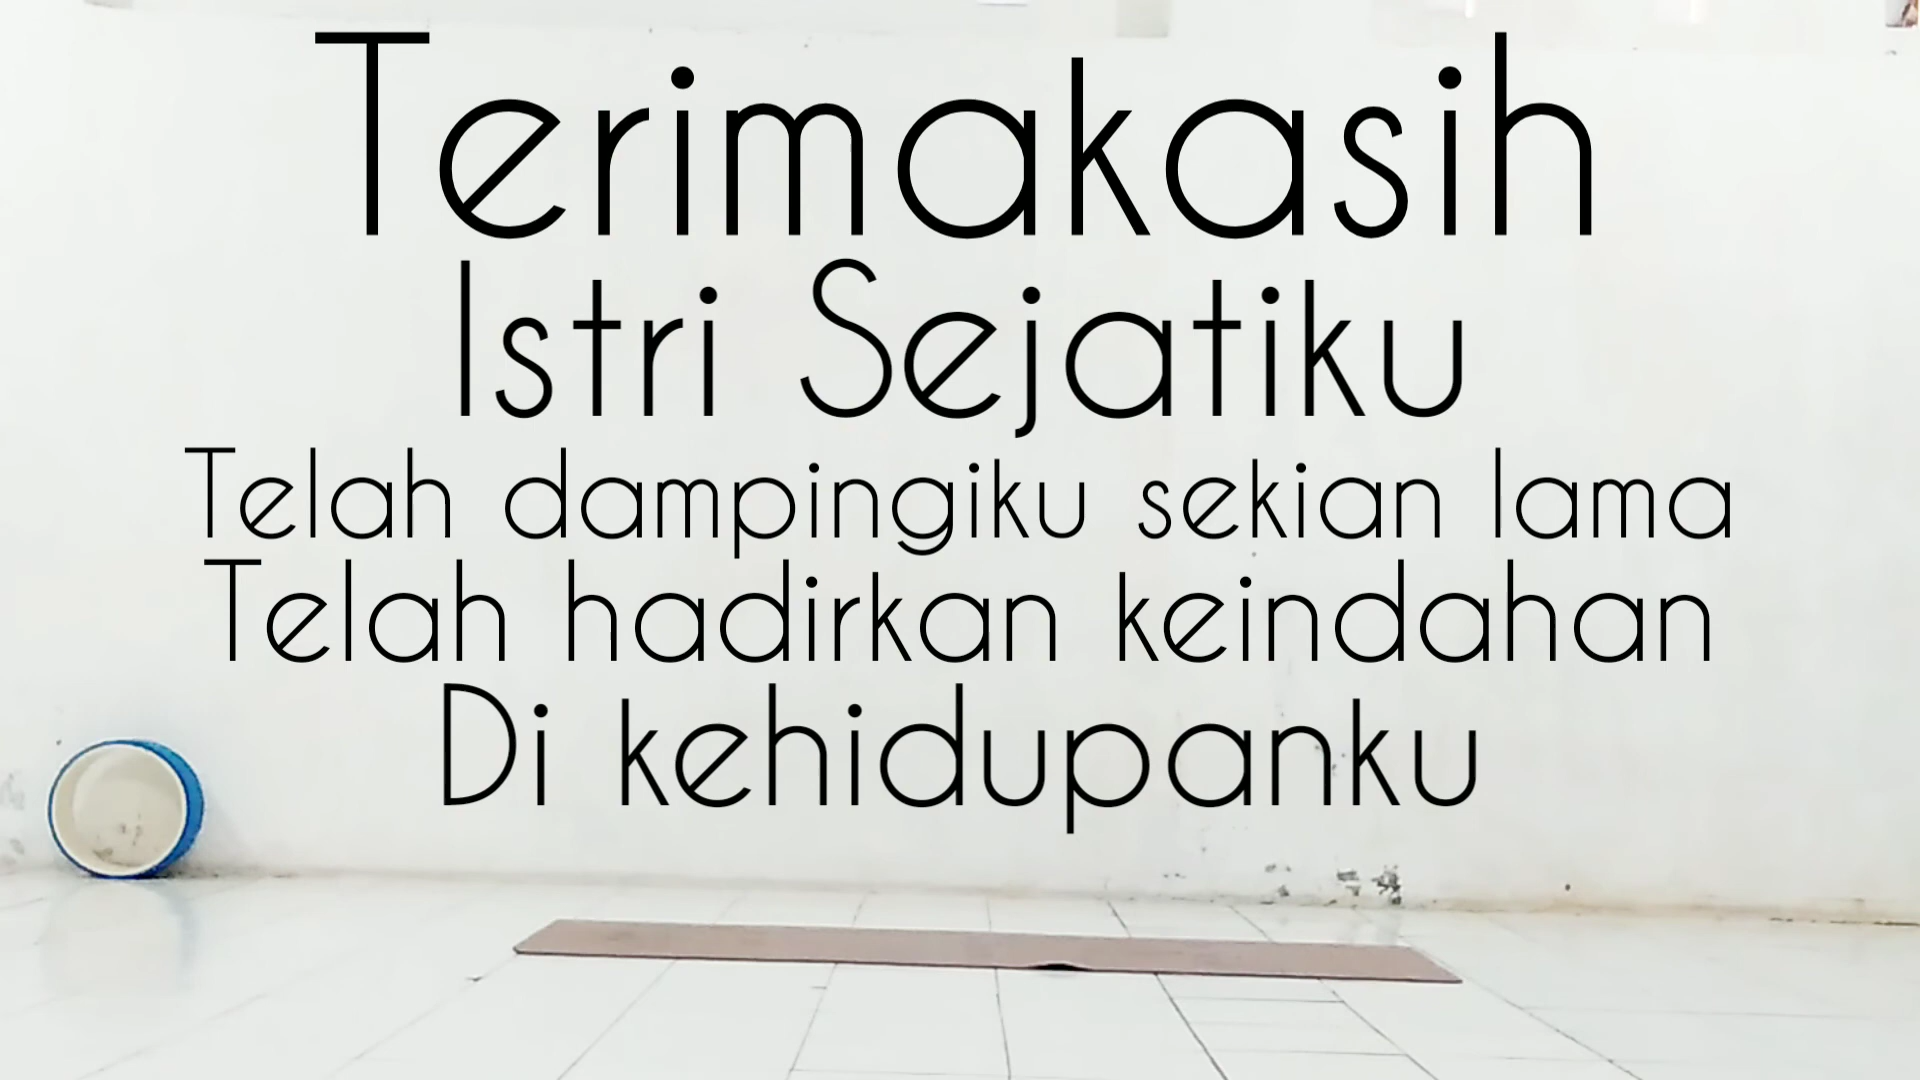 Terimakasih
Istri Sejatiku
Telah dampingiku sekian lama
Telah hadirkan keindahan
Di kehidupanku